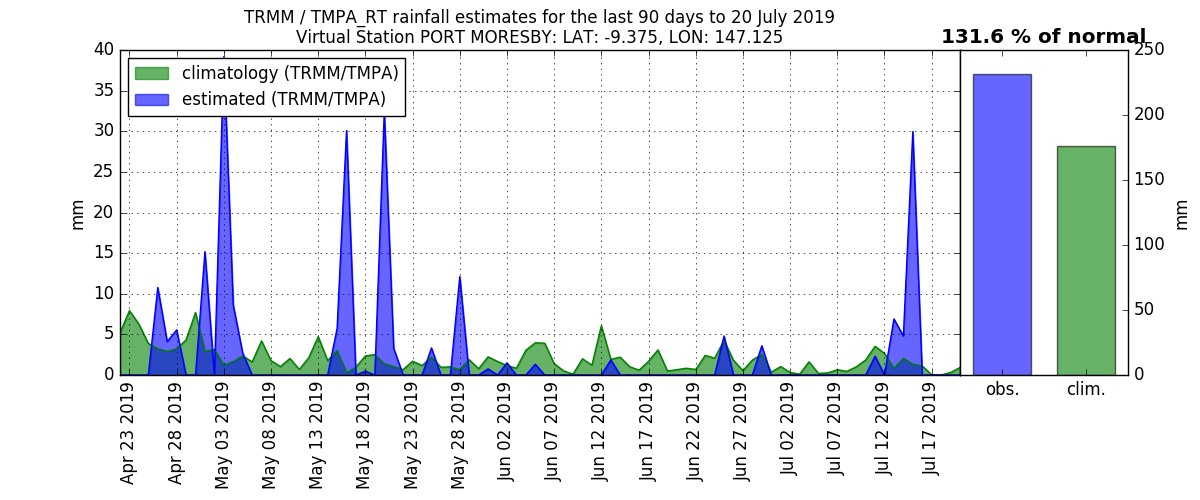 TRMM / TMPA_RT rainfall estimates for the last 90 days to 20 July 2019
Virtual Station PORT MORESBY: LAT: -9.375, LON: 147.125
131.6 % of normal
climatology (TRMM/TMPA)
estimated (TRMM/TMPA)
40
35
30
25
20
15
10
5
0
mm
Apr 23 2019
Apr 28 2019
May 03 2019
May 08 2019
May 13 2019
May 18 2019
May 23 2019
May 28 2019
Jun 02 2019
Jun 07 2019
Jun 12 2019
Jun 17 2019
Jun 22 2019
Jun 27 2019
Jul 02 2019
Jul 07 2019
Jul 12 2019
Jul 17 2019
obs.
clim.
250
200
150
100
50
0
mm